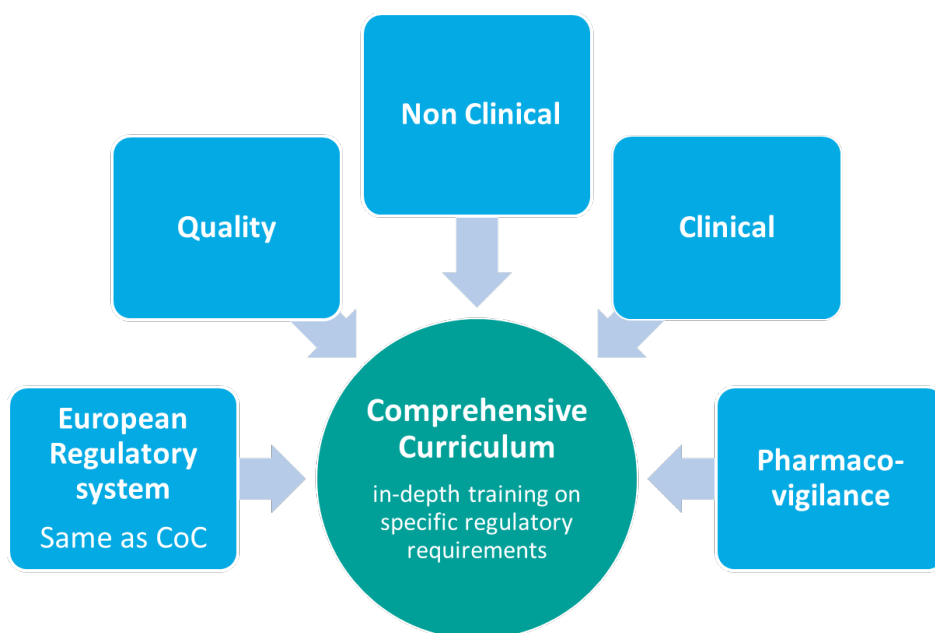 Non Clinical
Quality
Clinical
European
Regulatory
system
Same as CoC
Comprehensive
Curriculum
in-depth training on
specific regulatory
requirements
Pharmaco-
vigilance